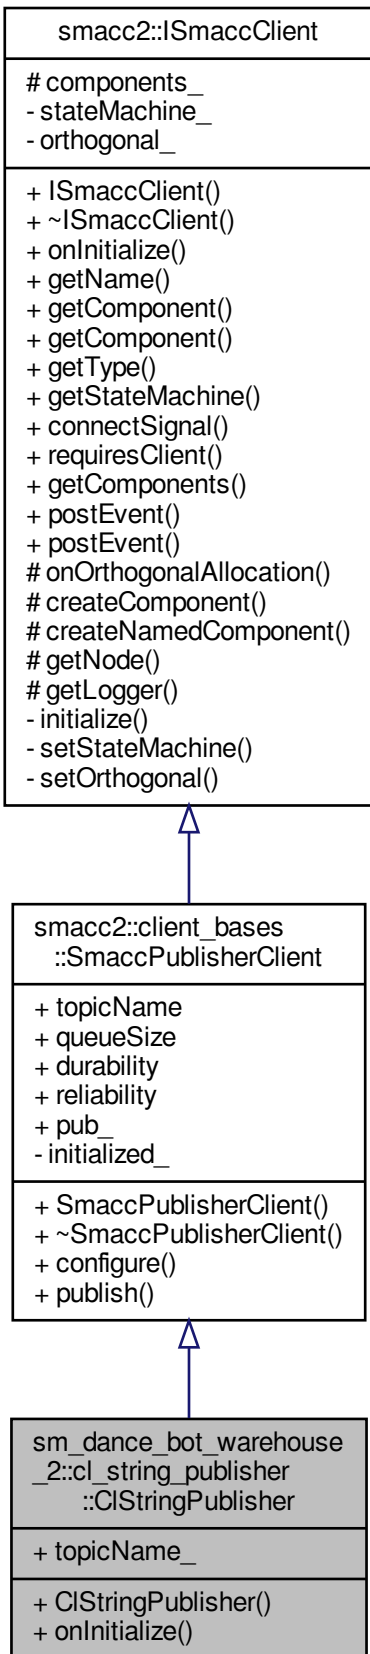 smacc2::ISmaccClient
# components_
- stateMachine_
- orthogonal_
+ ISmaccClient()
+ ~ISmaccClient()
+ onInitialize()
+ getName()
+ getComponent()
+ getComponent()
+ getType()
+ getStateMachine()
+ connectSignal()
+ requiresClient()
+ getComponents()
+ postEvent()
+ postEvent()
# onOrthogonalAllocation()
# createComponent()
# createNamedComponent()
# getNode()
# getLogger()
- initialize()
- setStateMachine()
- setOrthogonal()
smacc2::client_bases
::SmaccPublisherClient
+ topicName
+ queueSize
+ durability
+ reliability
+ pub_
- initialized_
+ SmaccPublisherClient()
+ ~SmaccPublisherClient()
+ configure()
+ publish()
sm_dance_bot_warehouse
_2::cl_string_publisher
::ClStringPublisher
+ topicName_
+ ClStringPublisher()
+ onInitialize()